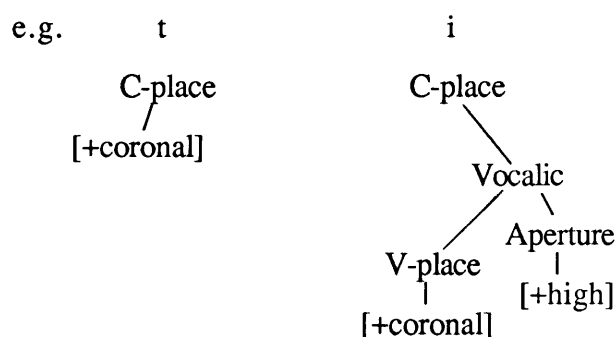 e.g. t i
C-place C-place
[+coronal]
Vocalic
Aperture
V-place
[+high]
[+coronal]